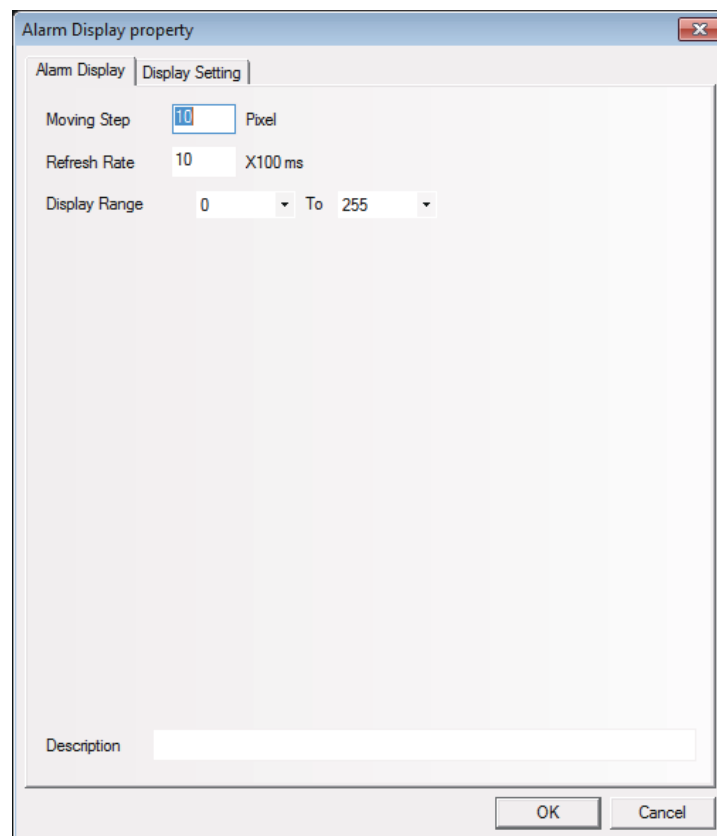 Alarm Display property
Alarm Display Display Setting
Moving Step 10 Pixel
Refresh Rate 10 X100 ms
Display Range 0 To 255
Description
OK Cancel